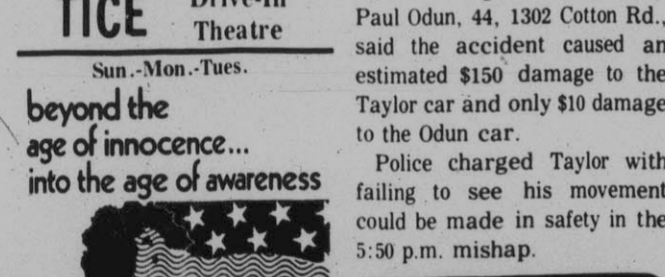 TICE
Drive-In
Theatre
Sun.-Mon.-Tues.
beyond the
age of innocence...
into the age of awareness
Paul Odun, 44, 1302 Cotton Rd.,
said the accident caused an
estimated $150 damage to the
Taylor car and only $10 damage
to the Odun car.
Police charged Taylor with
failing to see his movement
could be made in safety in the
5:50 p.m. mishap.